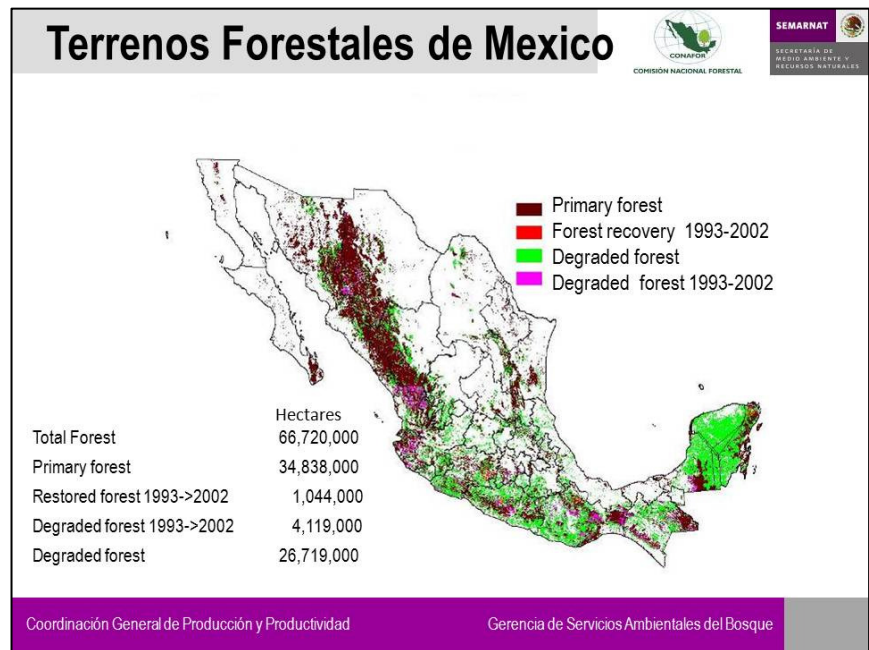 Terrenos Forestales de Mexico
CONAFOR
COMISIÓN NACIONAL FORESTAL
SEMARNAT
SECRETARÍA DE
MEDIO AMBIENTE Y
RECURSOS NATURALES
Primary forest
Forest recovery 1993-2002
Degraded forest
Degraded forest 1993-2002
Hectares
Total Forest 66,720,000
Primary forest 34,838,000
Restored forest 1993->2002 1,044,000
Degraded forest 1993->2002 4,119,000
Degraded forest 26,719,000
Coordinación General de Producción y Productividad
Gerencia de Servicios Ambientales del Bosque